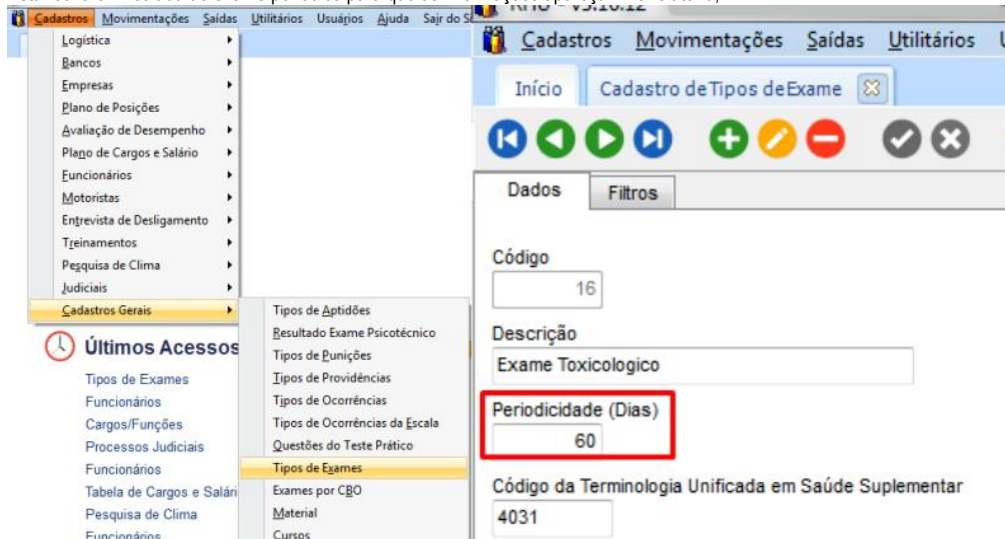 Cadastros Movimentações Saídas Utilitários Usuários Ajuda Sair do S
Logística
Bancos
Empresas
Plano de Posições
Avaliação de Desempenho
Plano de Cargos e Salário
Funcionários
Motoristas
Entrevista de Desligamento
Treinamentos
Pesquisa de Clima
Judiciais
Cadastros Gerais
Tipos de Aptidões
Resultado Exame Psicotécnico
Tipos de Punições
Tipos de Providências
Tipos de Ocorrências
Tipos de Ocorrências da Escala
Questões do Teste Prático
Tipos de Exames
Exames por CBO
Material
Cursos
Últimos Acessos
Tipos de Exames
Funcionários
Cargos/Funções
Processos Judiciais
Funcionários
Tabela de Cargos e Salári
Pesquisa de Clima
Funcionários
Cadastros Movimentações Saídas Utilitários
Início Cadastro de Tipos de Exame
Dados Filtros
Código
16
Descrição
Exame Toxicologico
Periodicidade (Dias)
60
Código da Terminologia Unificada em Saúde Suplementar
4031